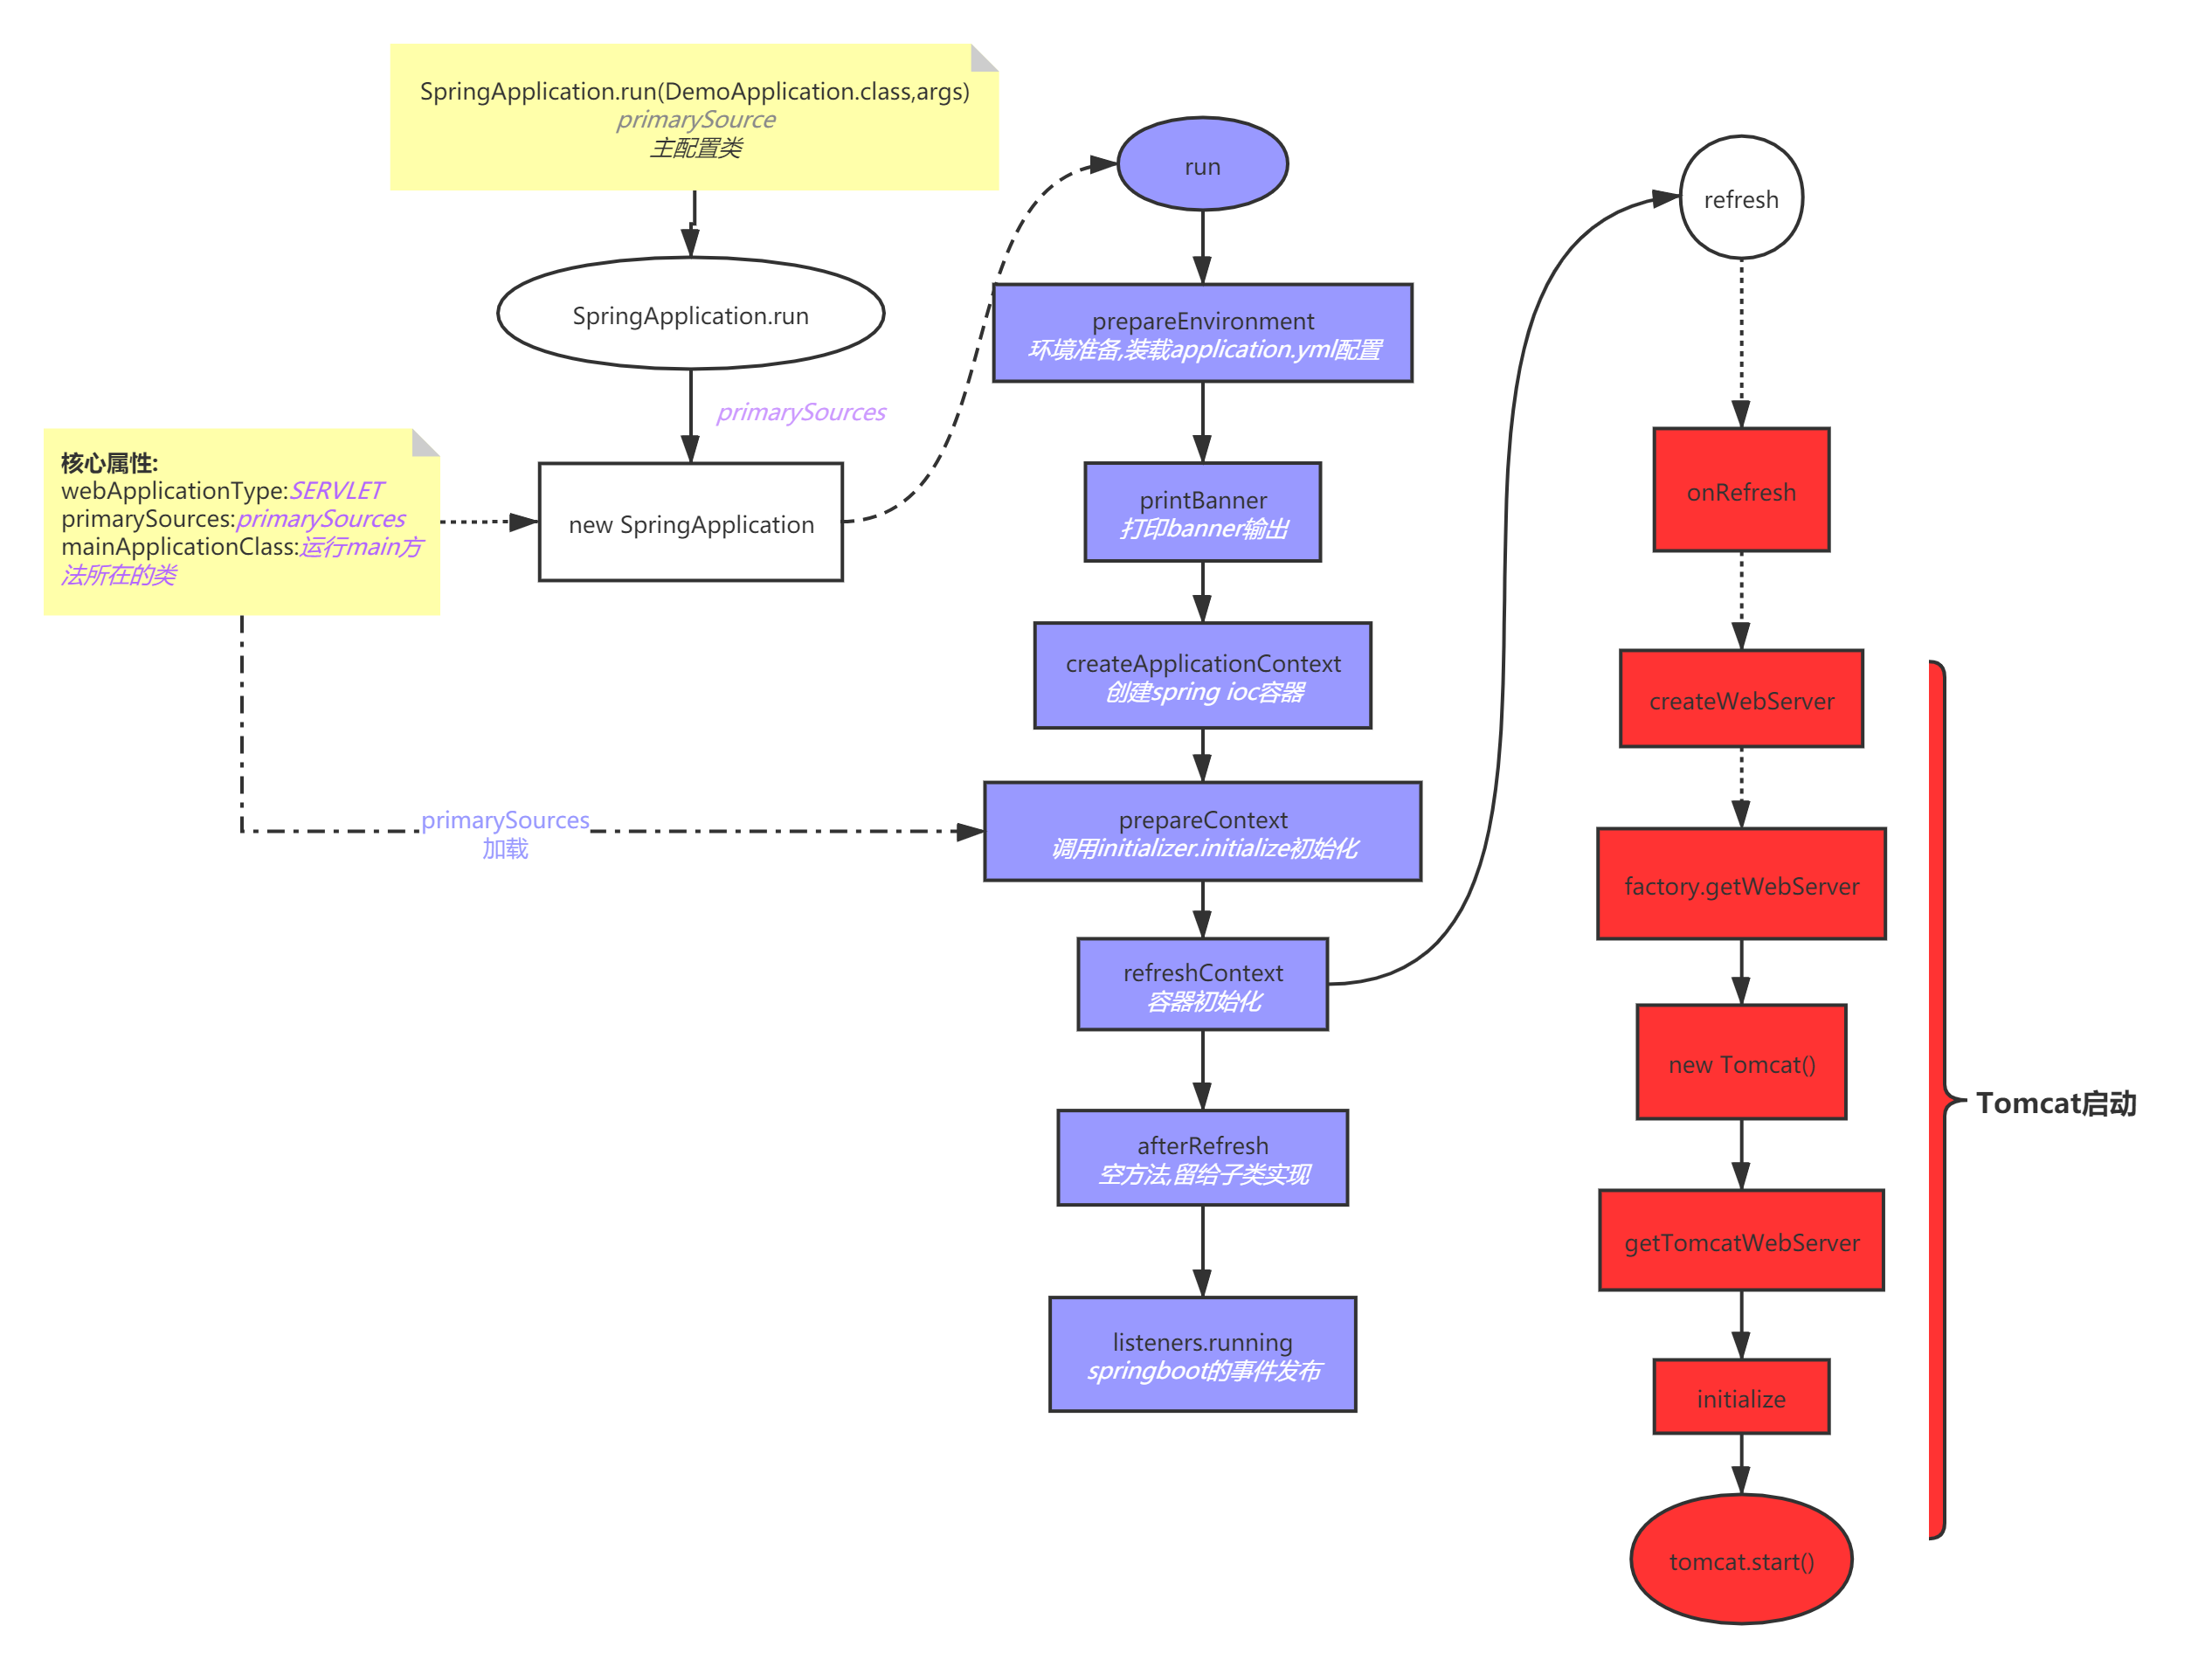 SpringApplication.run(DemoApplication.class,args)
primarySource
主配置类
SpringApplication.run
primarySources
核心属性:
webApplicationType:SERVLET
primarySources:primarySources
mainApplicationClass:运行main方
法所在的类
new SpringApplication
primarySources
加载
run
prepareEnvironment
环境准备,装载application.yml配置
printBanner
打印banner输出
createApplicationContext
创建spring ioc容器
prepareContext
调用initializer.initialize初始化
refreshContext
容器初始化
afterRefresh
空方法,留给子类实现
listeners.running
springboot的事件发布
refresh
onRefresh
createWebServer
factory.getWebServer
new Tomcat()
getTomcatWebServer
initialize
tomcat.start()
Tomcat启动